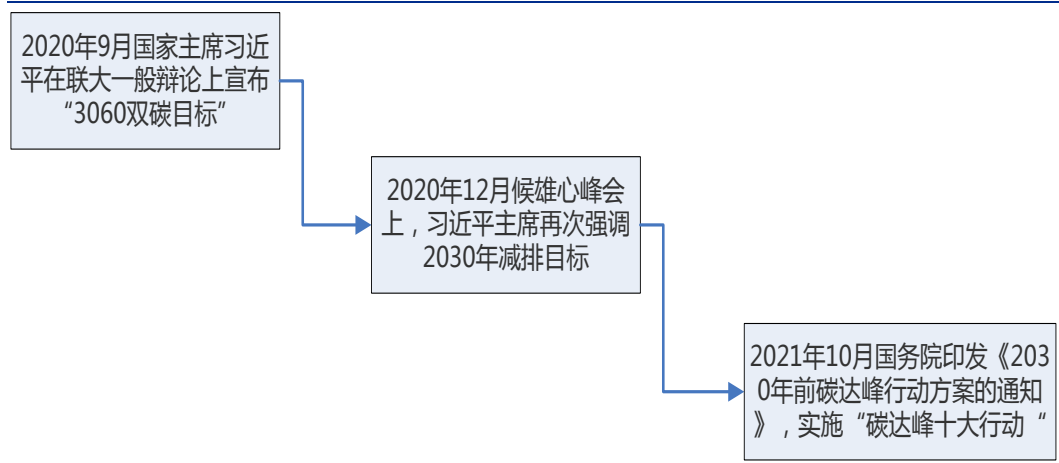 2020年9月国家主席习近
平在联大一般辩论上宣布
“3060双碳目标”
2020年12月候雄心峰会
上，习近平主席再次强调
2030年减排目标
2021年10月国务院印发《203
0年前碳达峰行动方案的通知
》，实施“碳达峰十大行动“